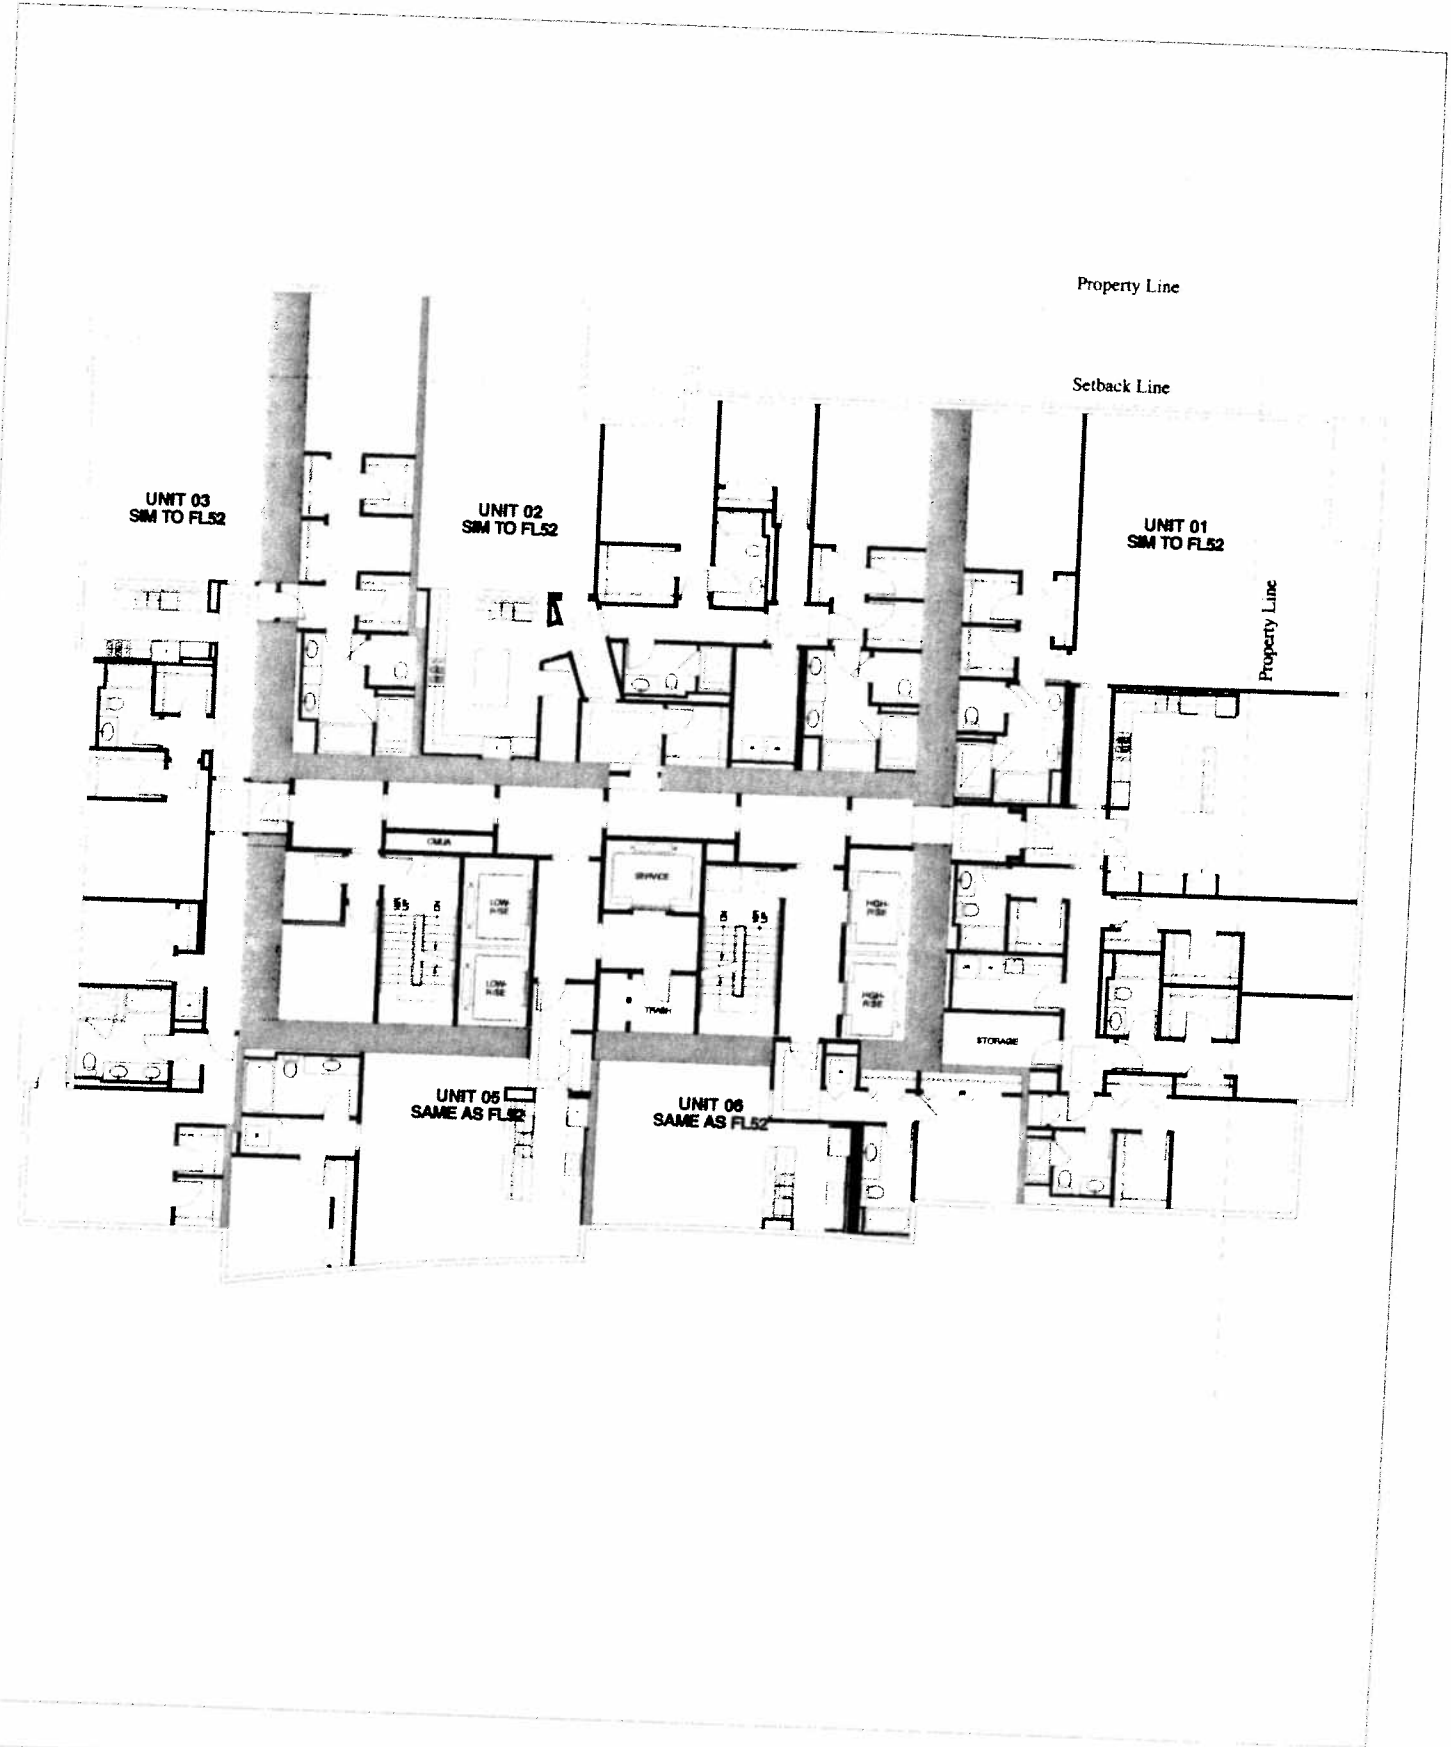 Property Line
Setback Line
UNIT 03
SIM TO FL52
UNIT 02
SIM TO FL52
UNIT 01
SIM TO FL52
Property Line
SERVICE
LOW-
RISE
HIGH-
RISE
LOW-
RISE
HIGH-
RISE
TRASH
STORAGE
UNIT 05
SAME AS FL52
UNIT 06
SAME AS FL52